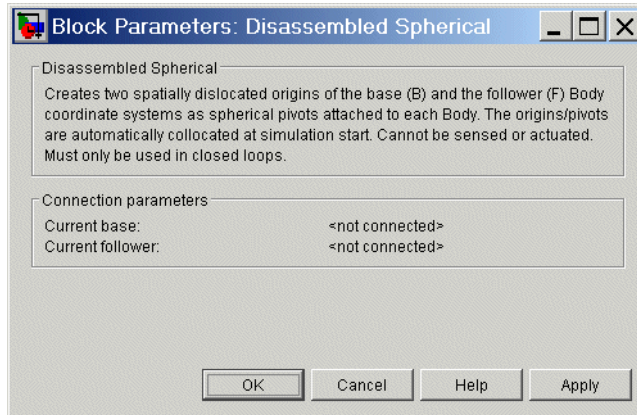 Block Parameters: Disassembled Spherical
Disassembled Spherical
Creates two spatially dislocated origins of the base (B) and the follower (F) Body
coordinate systems as spherical pivots attached to each Body. The origins/pivots
are automatically collocated at simulation start. Cannot be sensed or actuated.
Must only be used in closed loops.
Connection parameters
Current base: <not connected>
Current follower: <not connected>
OK Cancel Help Apply